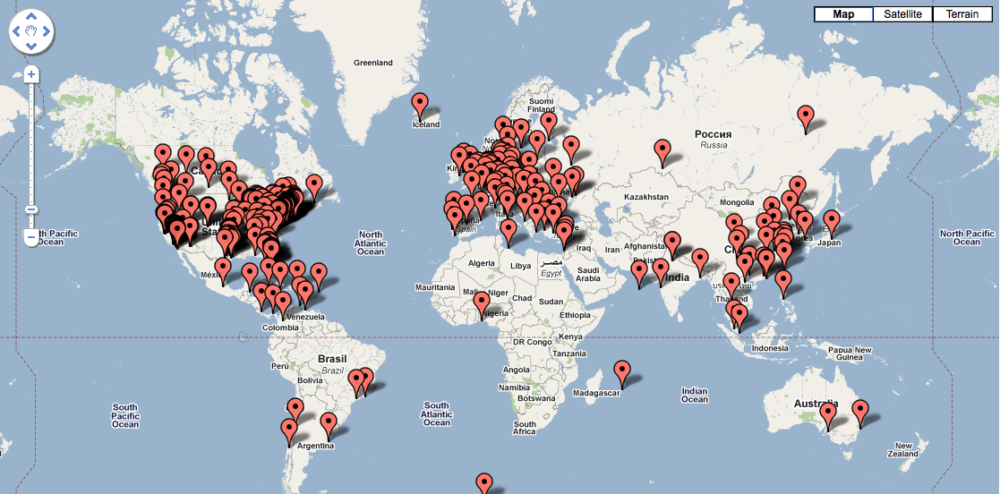 Map
Satellite
Terrain
Greenland
Iceland
Suomi
Finland
Россия
Russia
Kazakhstan
Mongolia
North
Atlantic
Ocean
North Pacific
Ocean
Japan
Spain
Iraq
Iran
Afghanistan
India
Algeria
Libya
مصر
Egypt
Saudi
Arabia
Mauritania
Mali
Niger
Chad
Sudan
Nigeria
Ethiopia
Kenya
DR Congo
Tanzania
Angola
Namibia
Botswana
Madagascar
South
Africa
México
Venezuela
Colombia
Brasil
Brazil
Perú
Bolivia
Argentina
South
Pacific
Ocean
South
Atlantic
Ocean
Indian
Ocean
Thailand
Indonesia
Papua New
Guinea
Australia
New
Zealand